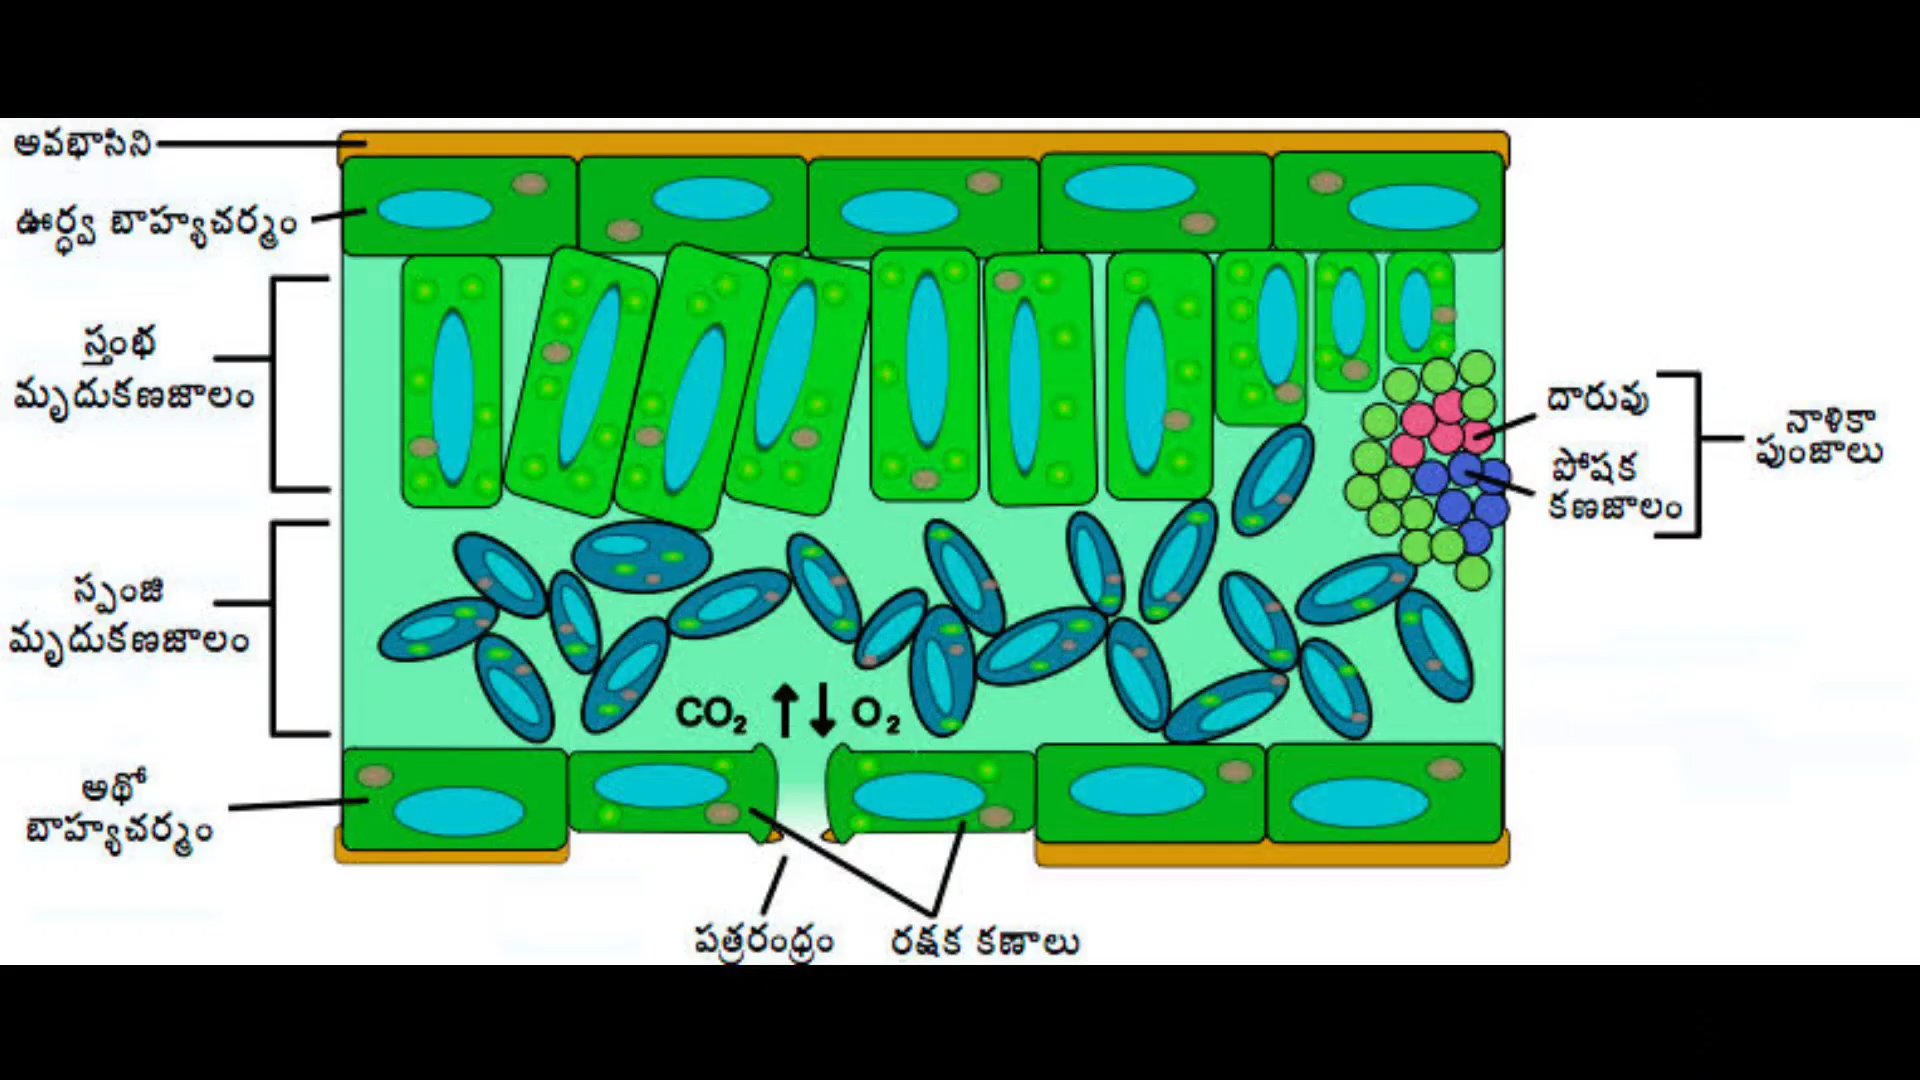 అవభాసిని
ఊర్ధ్వ బాహ్యచర్మం
స్తంభి
మృదుకణజాలం
స్పంజి
మృదుకణజాలం
అథో
బాహ్యచర్మం
CO₂ ↑ ↓ O₂
పత్రరంధ్రం
రక్షక కణాలు
దారువు
పోషక
కణజాలం
నాళికా
పుంజాలు